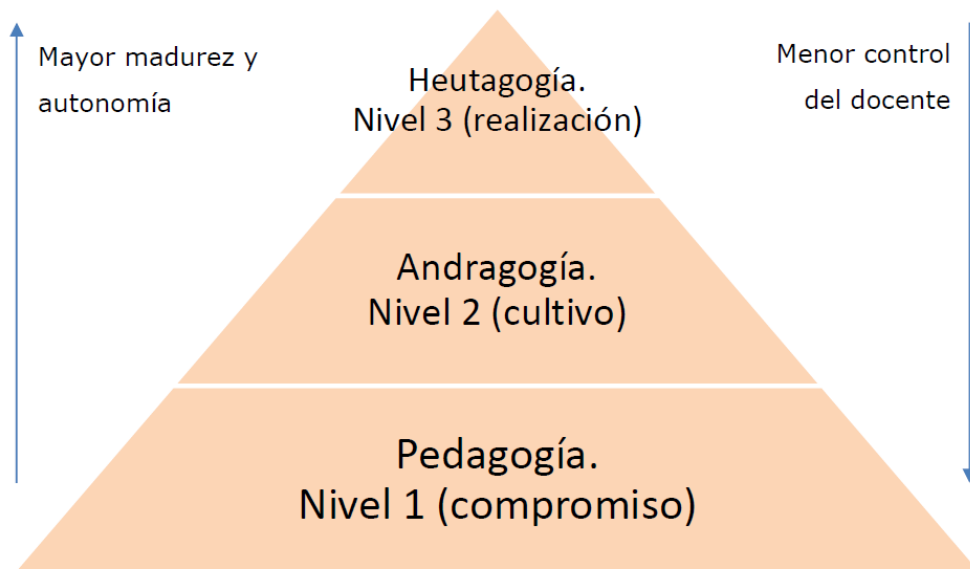 Mayor madurez y
autonomía
Menor control
del docente
Heutagogía.
Nivel 3 (realización)
Andragogía.
Nivel 2 (cultivo)
Pedagogía.
Nivel 1 (compromiso)